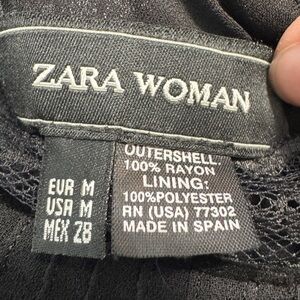 ZARA WOMAN
EUR M
USA M
MEX 28
OUTERSHELL:
100% RAYON
LINING:
100%POLYESTER
RN (USA) 77302
MADE IN SPAIN